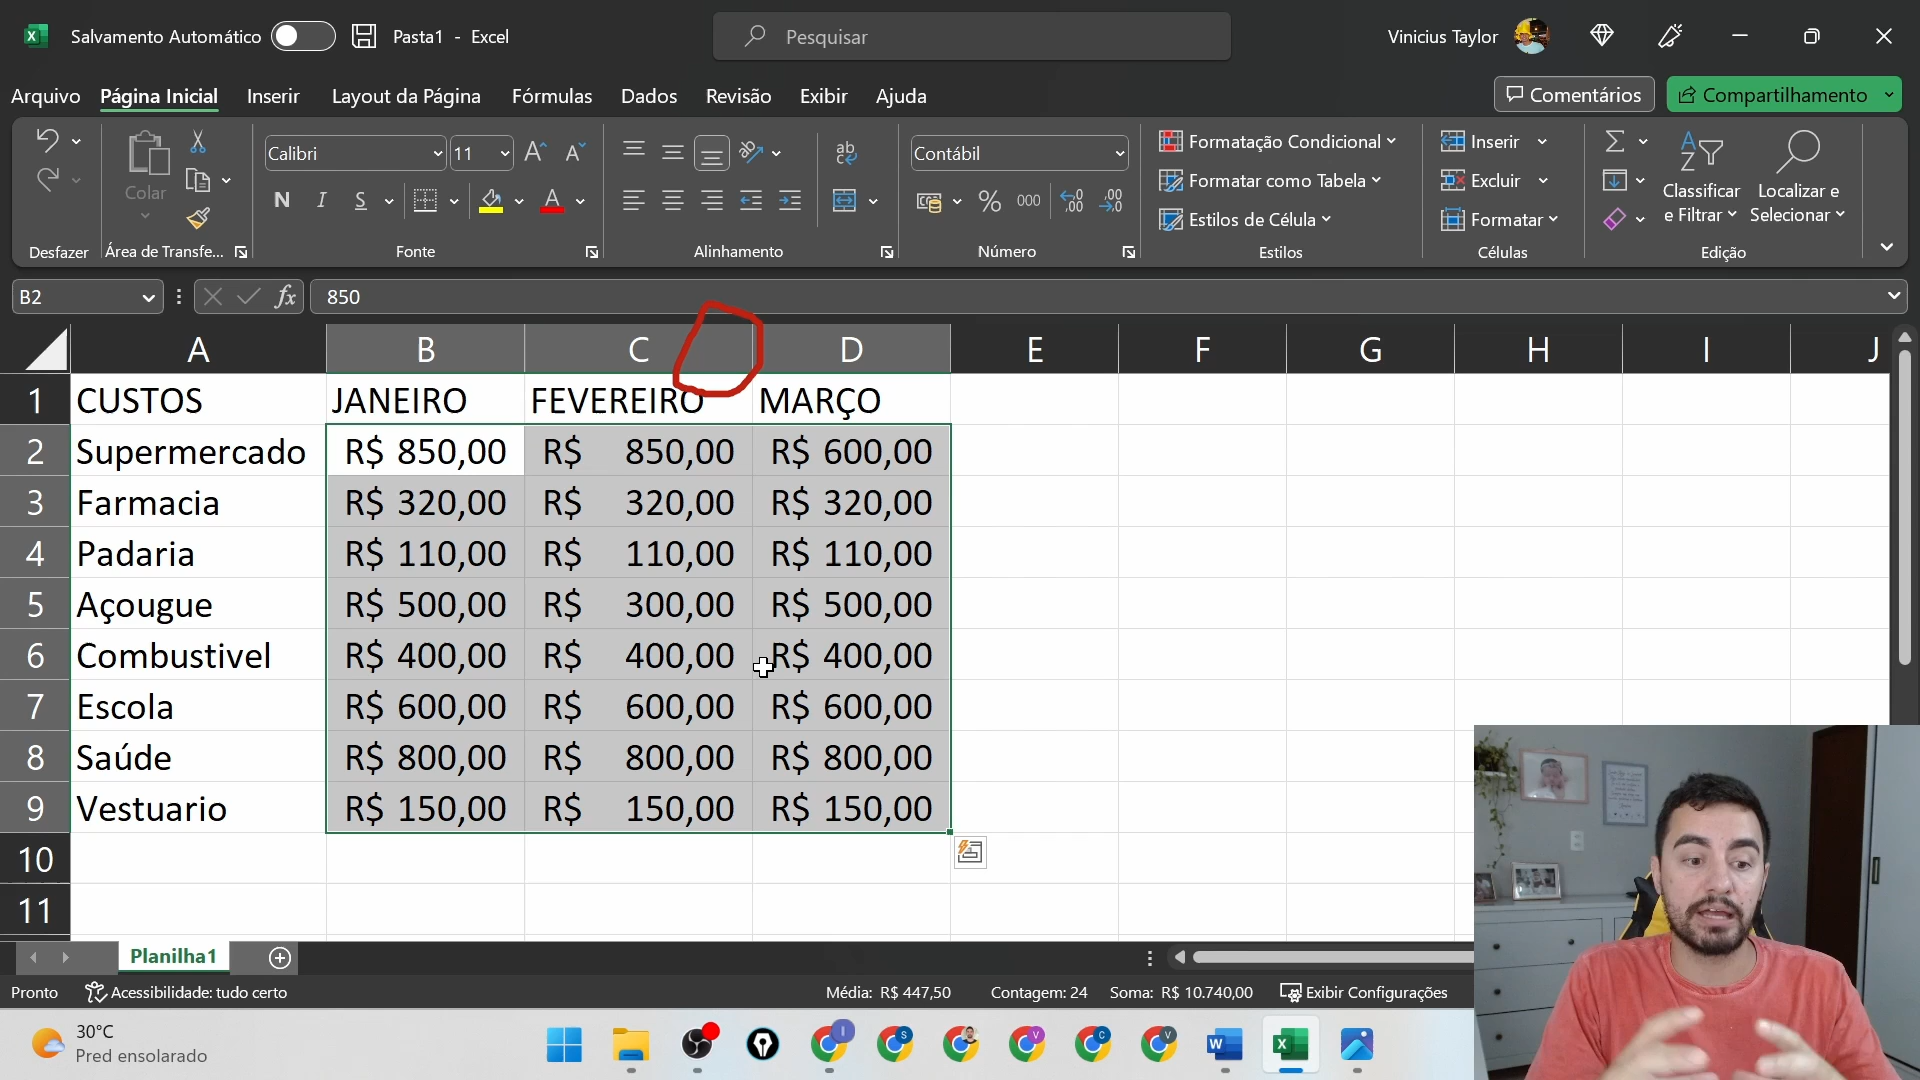 Salvamento Automático Pasta1 - Excel Pesquisar Vinicius Taylor
Arquivo Página Inicial Inserir Layout da Página Fórmulas Dados Revisão Exibir Ajuda Comentários Compartilhamento
Colar
Calibri 11
N I S A
ab
Contábil
% 000
Formatação Condicional
Formatar como Tabela
Estilos de Célula
Inserir
Excluir
Formatar
Classificar e Filtrar
Localizar e Selecionar
Desfazer Área de Transfe... Fonte Alinhamento Número Estilos Células Edição
B2 fx 850
A B C D E F G H I J
1 CUSTOS JANEIRO FEVEREIRO MARÇO
2 Supermercado R$ 850,00 R$ 850,00 R$ 600,00
3 Farmacia R$ 320,00 R$ 320,00 R$ 320,00
4 Padaria R$ 110,00 R$ 110,00 R$ 110,00
5 Açougue R$ 500,00 R$ 300,00 R$ 500,00
6 Combustivel R$ 400,00 R$ 400,00 R$ 400,00
7 Escola R$ 600,00 R$ 600,00 R$ 600,00
8 Saúde R$ 800,00 R$ 800,00 R$ 800,00
9 Vestuario R$ 150,00 R$ 150,00 R$ 150,00
10
11
Planilha1
Pronto Acessibilidade: tudo certo Média: R$ 447,50 Contagem: 24 Soma: R$ 10.740,00 Exibir Configurações
30°C
Pred ensolarado